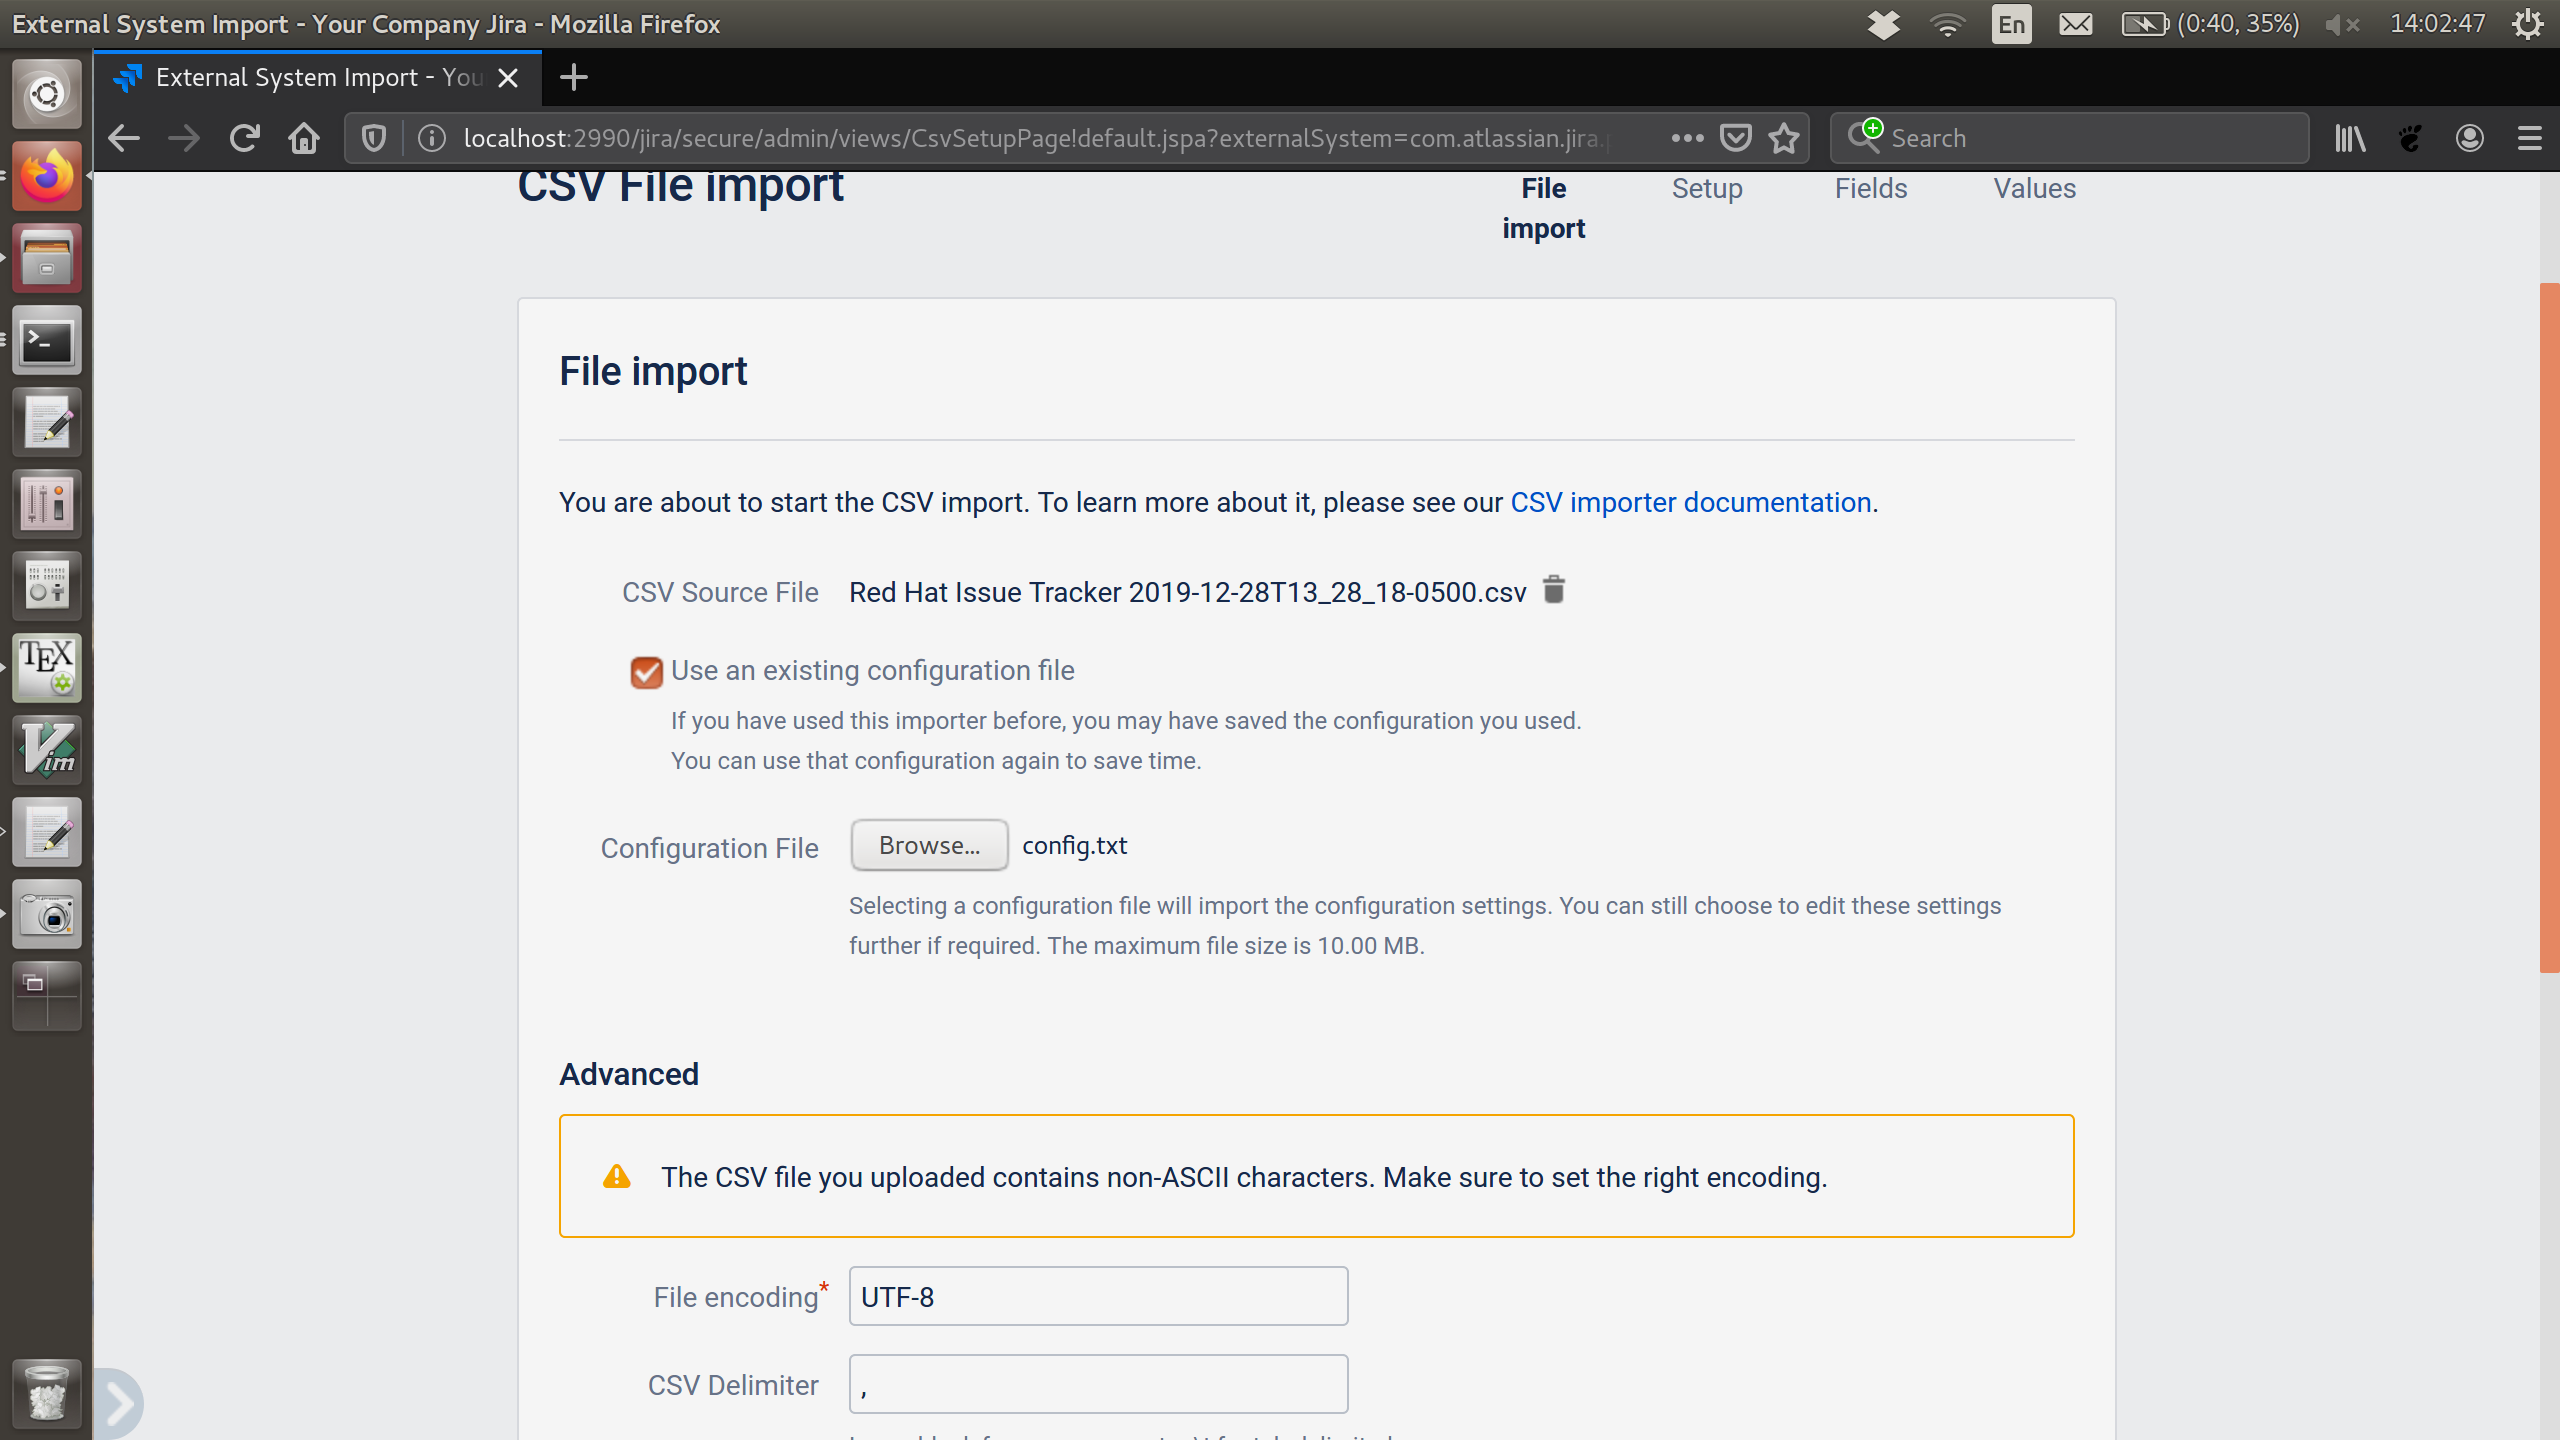 External System Import - Your Company Jira - Mozilla Firefox
En
(0:40, 35%)
14:02:47
External System Import - You
localhost:2990/jira/secure/admin/views/CsvSetupPage!default.jspa?externalSystem=com.atlassian.jira.
Search
CSV File import
File import
Setup
Fields
Values
File import
You are about to start the CSV import. To learn more about it, please see our CSV importer documentation.
CSV Source File
Red Hat Issue Tracker 2019-12-28T13_28_18-0500.csv
Use an existing configuration file
If you have used this importer before, you may have saved the configuration you used.
You can use that configuration again to save time.
Configuration File
Browse...
config.txt
Selecting a configuration file will import the configuration settings. You can still choose to edit these settings
further if required. The maximum file size is 10.00 MB.
Advanced
The CSV file you uploaded contains non-ASCII characters. Make sure to set the right encoding.
File encoding*
UTF-8
CSV Delimiter
,
TEX
Vim